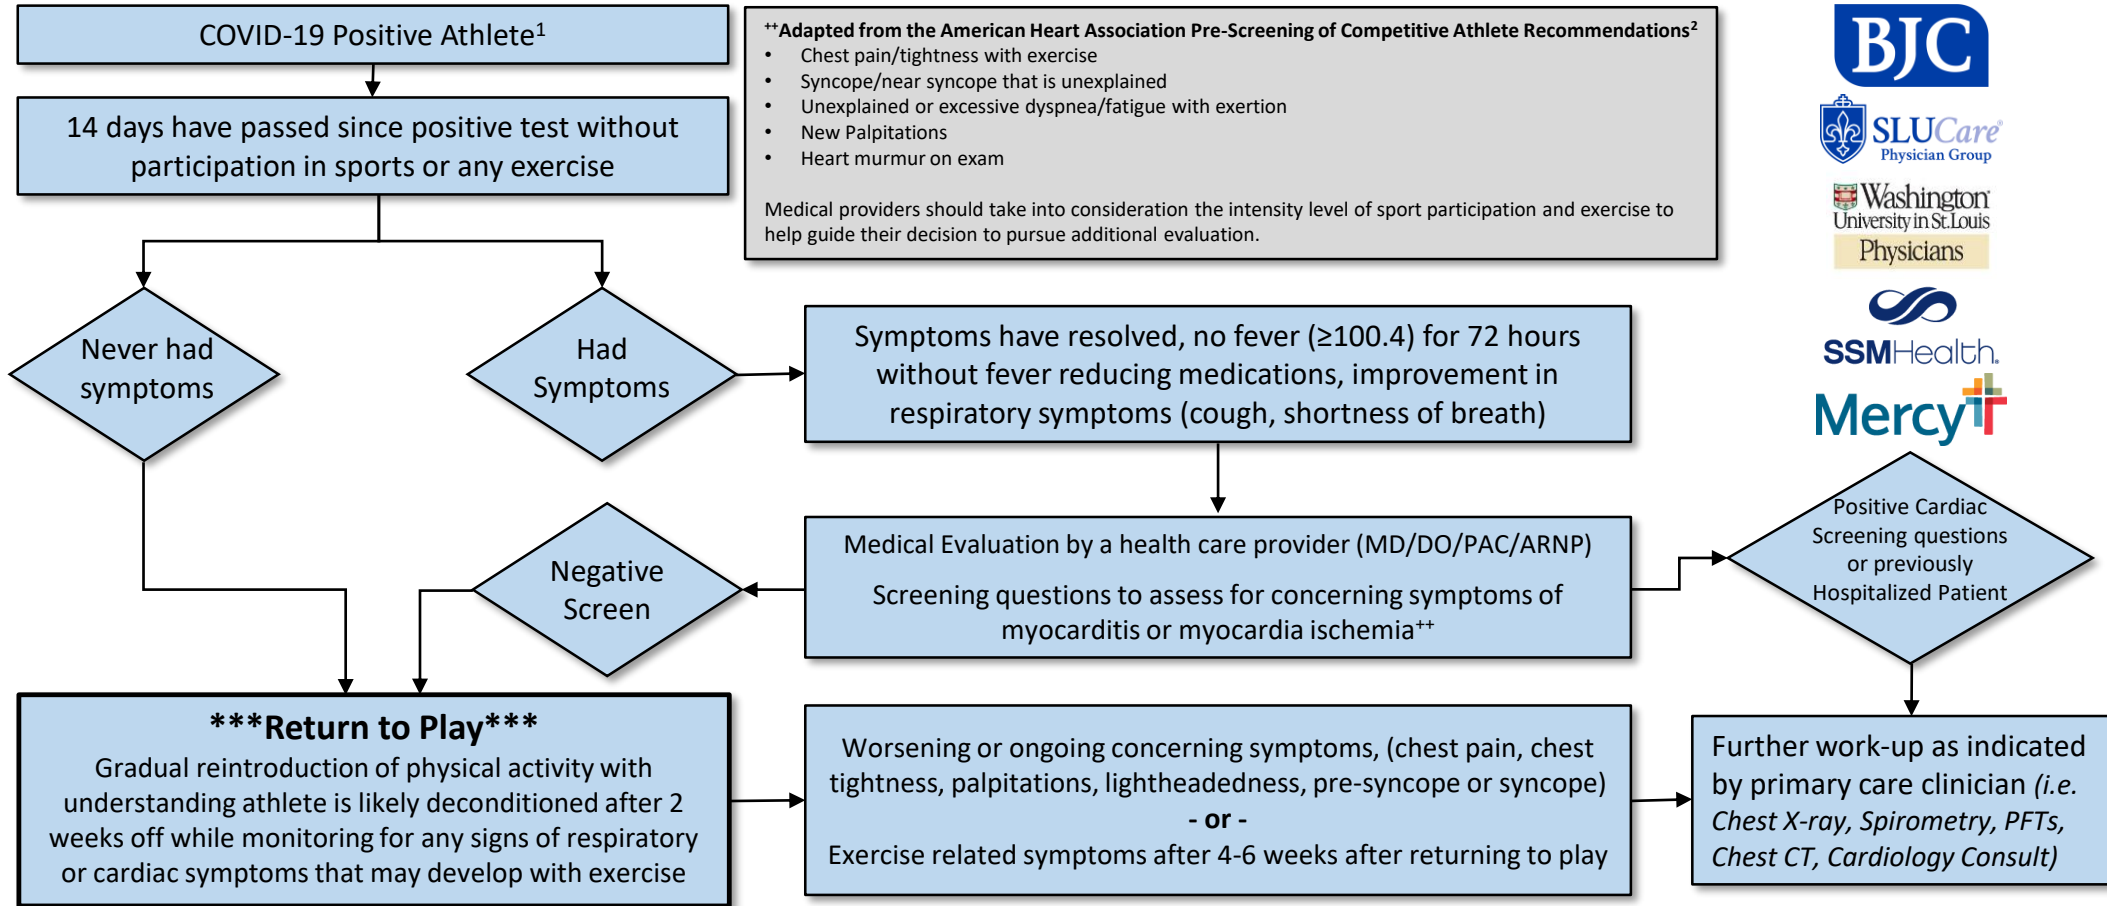 COVID-19 Positive Athlete¹
14 days have passed since positive test without
participation in sports or any exercise
⁺⁺Adapted from the American Heart Association Pre-Screening of Competitive Athlete Recommendations²
• Chest pain/tightness with exercise
• Syncope/near syncope that is unexplained
• Unexplained or excessive dyspnea/fatigue with exertion
• New Palpitations
• Heart murmur on exam
Medical providers should take into consideration the intensity level of sport participation and exercise to
help guide their decision to pursue additional evaluation.
BJC
SLUCare®
Physician Group
Washington
University in St.Louis
Physicians
SSMHealth.
Mercy
Never had
symptoms
Had
Symptoms
Symptoms have resolved, no fever (≥100.4) for 72 hours
without fever reducing medications, improvement in
respiratory symptoms (cough, shortness of breath)
Negative
Screen
Medical Evaluation by a health care provider (MD/DO/PAC/ARNP)
Screening questions to assess for concerning symptoms of
myocarditis or myocardia ischemia⁺⁺
Positive Cardiac
Screening questions
or previously
Hospitalized Patient
***Return to Play***
Gradual reintroduction of physical activity with
understanding athlete is likely deconditioned after 2
weeks off while monitoring for any signs of respiratory
or cardiac symptoms that may develop with exercise
Worsening or ongoing concerning symptoms, (chest pain, chest
tightness, palpitations, lightheadedness, pre-syncope or syncope)
- or -
Exercise related symptoms after 4-6 weeks after returning to play
Further work-up as indicated
by primary care clinician (i.e.
Chest X-ray, Spirometry, PFTs,
Chest CT, Cardiology Consult)